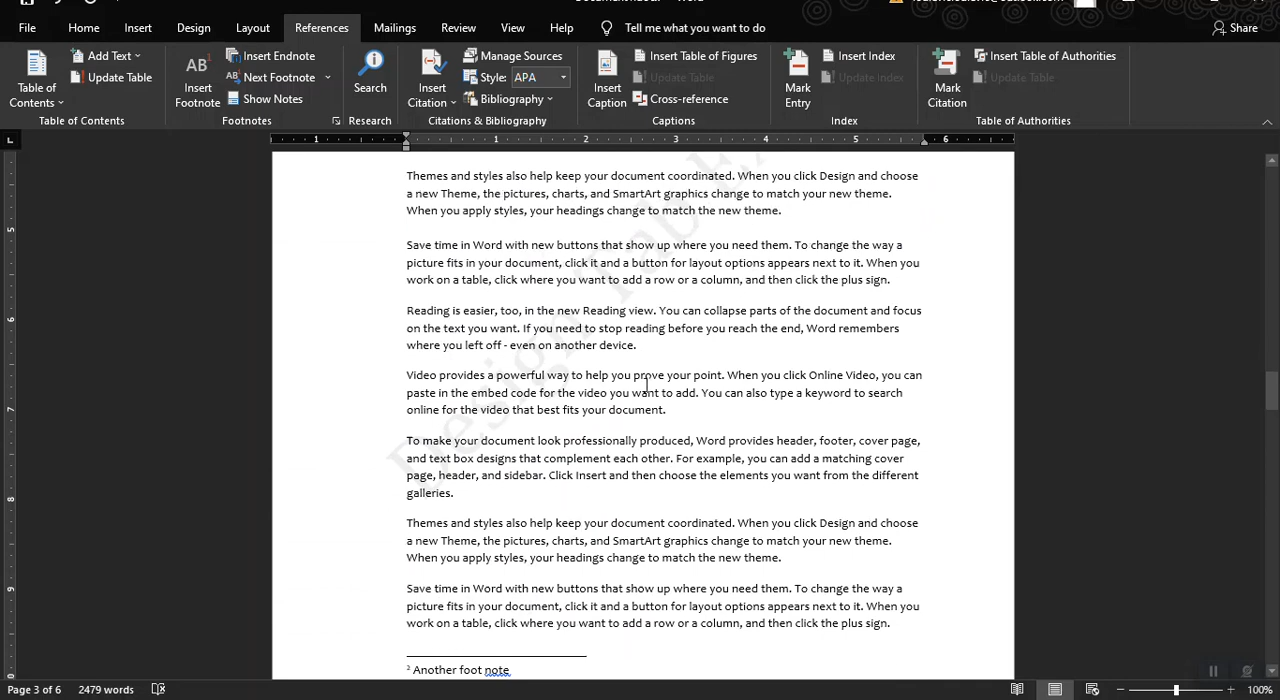 File Home Insert Design Layout References Mailings Review View Help Tell me what you want to do Share
Table of Contents
Add Text
Update Table
Table of Contents
AB
Insert Footnote
Insert Endnote
Next Footnote
Show Notes
Footnotes
Search
Research
Insert Citation
Manage Sources
Style: APA
Bibliography
Citations & Bibliography
Insert Caption
Insert Table of Figures
Update Table
Cross-reference
Captions
Mark Entry
Insert Index
Update Index
Index
Mark Citation
Insert Table of Authorities
Update Table
Table of Authorities
1 1 2 3 4 5 6
Themes and styles also help keep your document coordinated. When you click Design and choose
a new Theme, the pictures, charts, and SmartArt graphics change to match your new theme.
When you apply styles, your headings change to match the new theme.
Save time in Word with new buttons that show up where you need them. To change the way a
picture fits in your document, click it and a button for layout options appears next to it. When you
work on a table, click where you want to add a row or a column, and then click the plus sign.
Reading is easier, too, in the new Reading view. You can collapse parts of the document and focus
on the text you want. If you need to stop reading before you reach the end, Word remembers
where you left off - even on another device.
Video provides a powerful way to help you prove your point. When you click Online Video, you can
paste in the embed code for the video you want to add. You can also type a keyword to search
online for the video that best fits your document.
To make your document look professionally produced, Word provides header, footer, cover page,
and text box designs that complement each other. For example, you can add a matching cover
page, header, and sidebar. Click Insert and then choose the elements you want from the different
galleries.
Themes and styles also help keep your document coordinated. When you click Design and choose
a new Theme, the pictures, charts, and SmartArt graphics change to match your new theme.
When you apply styles, your headings change to match the new theme.
Save time in Word with new buttons that show up where you need them. To change the way a
picture fits in your document, click it and a button for layout options appears next to it. When you
work on a table, click where you want to add a row or a column, and then click the plus sign.
² Another foot note
Design
5
6
7
8
9
Page 3 of 6 2479 words 100%